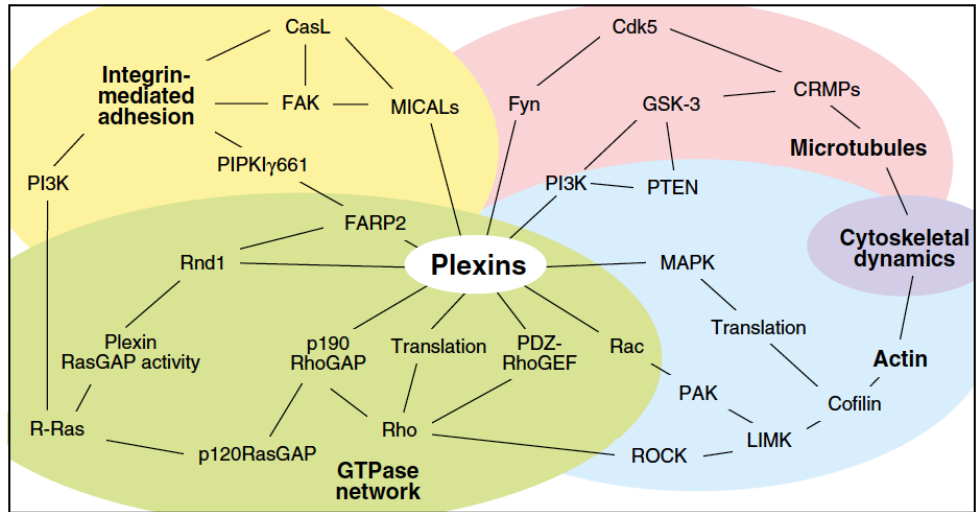 CasL
Cdk5
Integrin-
mediated
adhesion
FAK
MICALs
Fyn
GSK-3
CRMPs
Microtubules
PIPKIγ661
PI3K
PI3K
PTEN
FARP2
Rnd1
Plexins
MAPK
Cytoskeletal
dynamics
Plexin
RasGAP activity
p190
RhoGAP
Translation
PDZ-
RhoGEF
Rac
Translation
Actin
PAK
Cofilin
R-Ras
Rho
LIMK
p120RasGAP
ROCK
GTPase
network